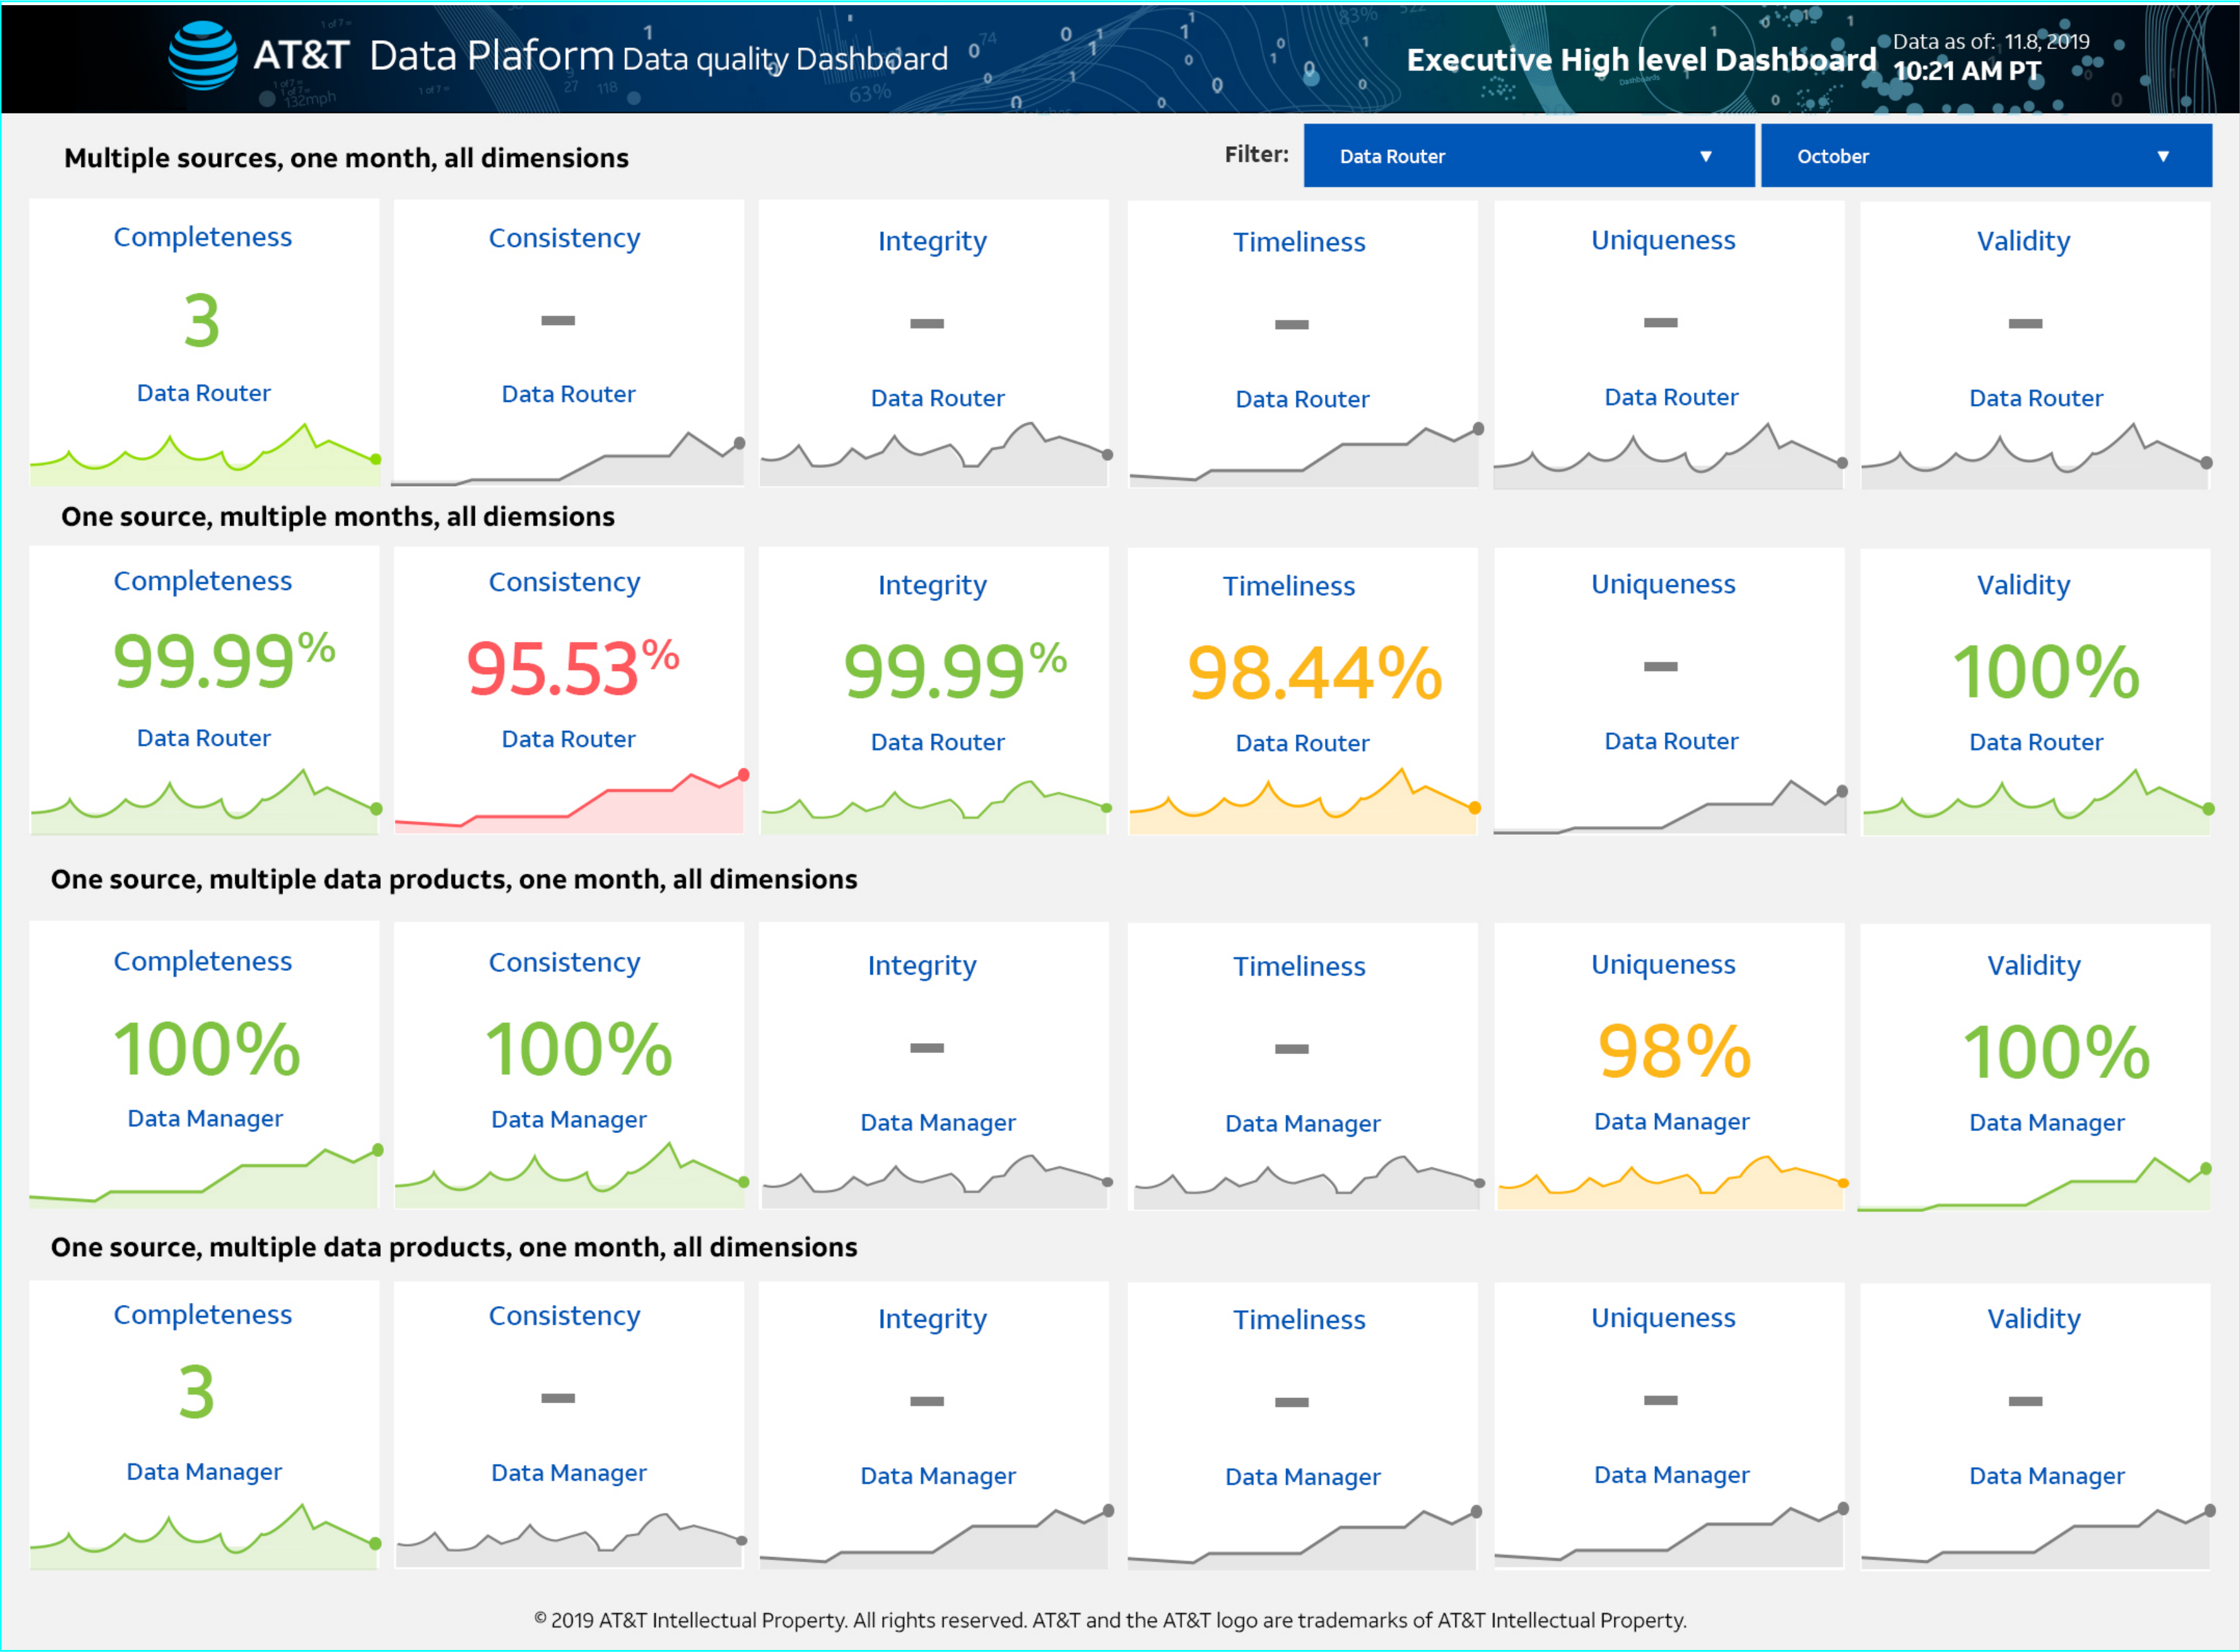 AT&T Data Plaform Data quality Dashboard
Executive High level Dashboard
Data as of: 11.8, 2019
10:21 AM PT
Multiple sources, one month, all dimensions
Filter:
Data Router ▼
October ▼
Completeness
3
Data Router
Consistency
–
Data Router
Integrity
–
Data Router
Timeliness
–
Data Router
Uniqueness
–
Data Router
Validity
–
Data Router
One source, multiple months, all diemsions
Completeness
99.99%
Data Router
Consistency
95.53%
Data Router
Integrity
99.99%
Data Router
Timeliness
98.44%
Data Router
Uniqueness
–
Data Router
Validity
100%
Data Router
One source, multiple data products, one month, all dimensions
Completeness
100%
Data Manager
Consistency
100%
Data Manager
Integrity
–
Data Manager
Timeliness
–
Data Manager
Uniqueness
98%
Data Manager
Validity
100%
Data Manager
One source, multiple data products, one month, all dimensions
Completeness
3
Data Manager
Consistency
–
Data Manager
Integrity
–
Data Manager
Timeliness
–
Data Manager
Uniqueness
–
Data Manager
Validity
–
Data Manager
© 2019 AT&T Intellectual Property. All rights reserved. AT&T and the AT&T logo are trademarks of AT&T Intellectual Property.